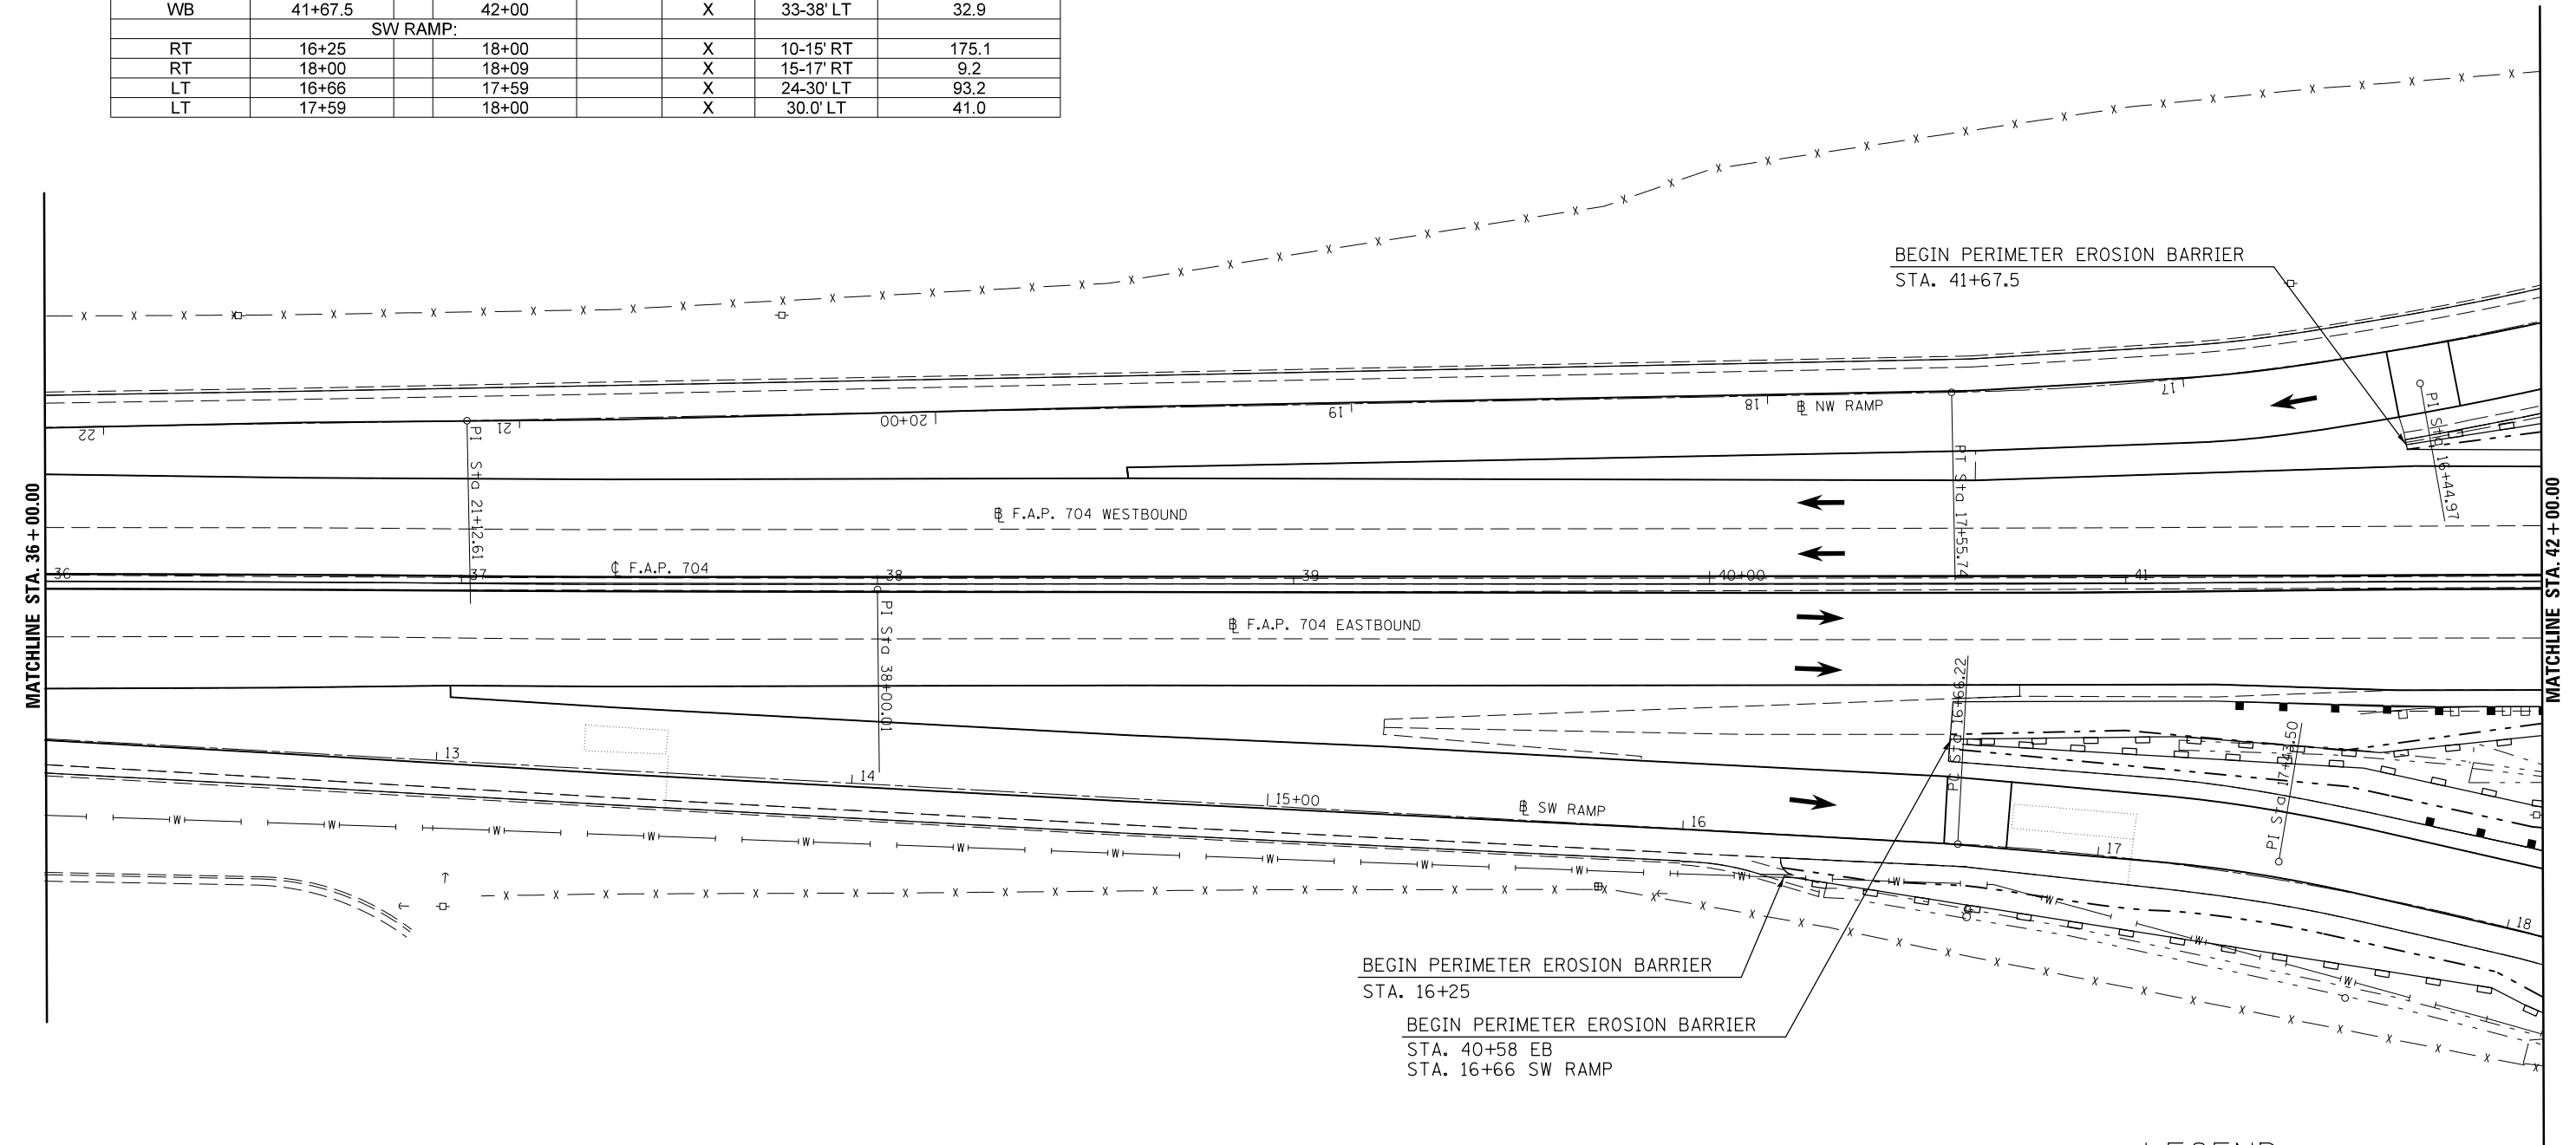 WB 41+67.5 42+00 X 33-38' LT 32.9
SW RAMP:
RT 16+25 18+00 X 10-15' RT 175.1
RT 18+00 18+09 X 15-17' RT 9.2
LT 16+66 17+59 X 24-30' LT 93.2
LT 17+59 18+00 X 30.0' LT 41.0
BEGIN PERIMETER EROSION BARRIER
STA. 41+67.5
22
21
20+00
19
18
℄ NW RAMP
17
PI Sta 21+12.61
PT Sta 17+55.74
PI Sta 16+44.97
MATCHLINE STA. 36+00.00
MATCHLINE STA. 42+00.00
B F.A.P. 704 WESTBOUND
36
37
℄ F.A.P. 704
38
39
40+00
41
B F.A.P. 704 EASTBOUND
PI Sta 38+00.01
PC Sta 16+66.22
PI Sta 17+43.50
13
14
15+00
B SW RAMP
16
17
18
BEGIN PERIMETER EROSION BARRIER
STA. 16+25
BEGIN PERIMETER EROSION BARRIER
STA. 40+58 EB
STA. 16+66 SW RAMP
LEGEND